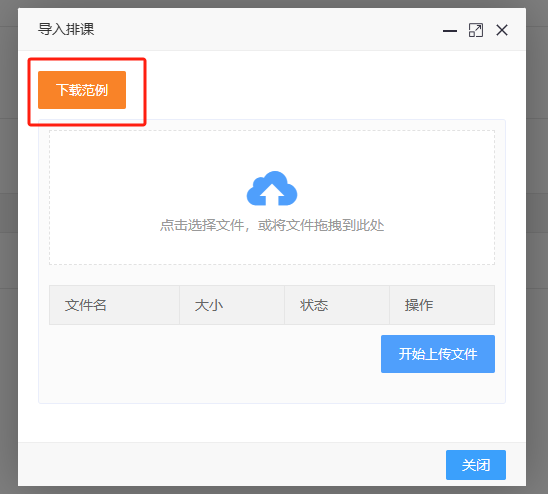 导入排课
下载范例
点击选择文件，或将文件拖拽到此处
文件名 大小 状态 操作
开始上传文件
关闭